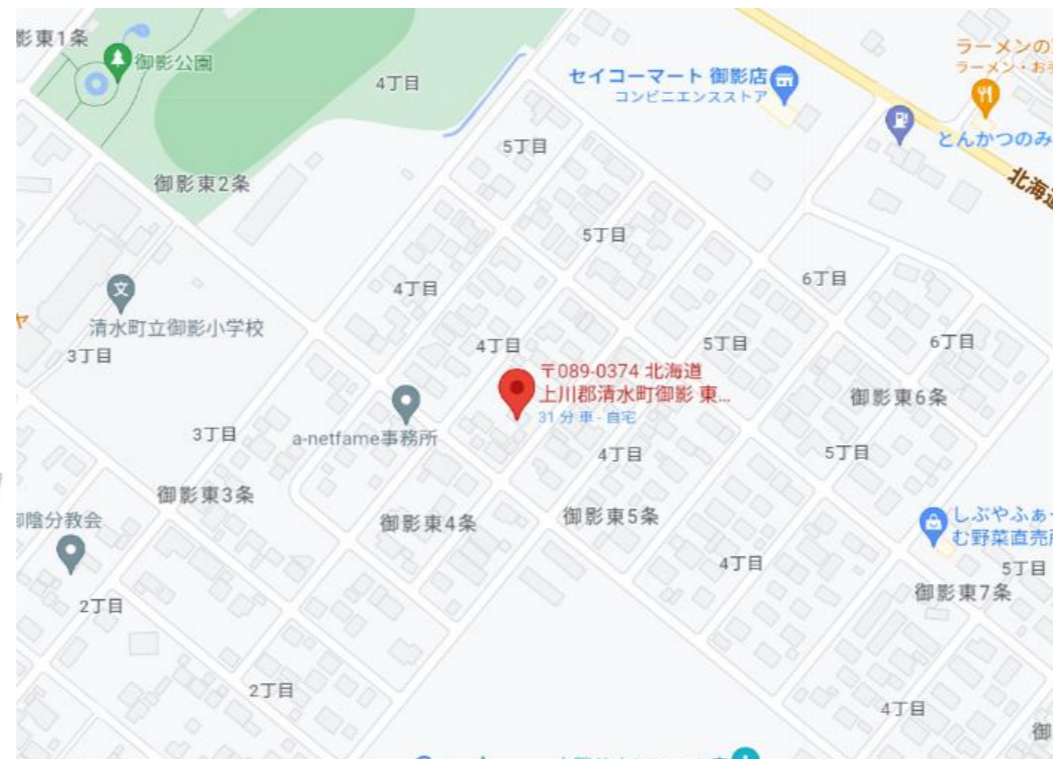 影東1条
御影公園
4丁目
セイコーマート 御影店
コンビニエンスストア
ラーメンの
ラーメン・お
とんかつのみ
北海道
5丁目
御影東2条
5丁目
6丁目
4丁目
文
清水町立御影小学校
ヤ
3丁目
4丁目
5丁目
6丁目
〒089-0374 北海道
上川郡清水町御影 東...
31 分 車 - 自宅
御影東6条
a-netfame事務所
3丁目
4丁目
5丁目
御影東3条
御影東4条
御影東5条
しぶやふぁー
む野菜直売所
陰分教会
4丁目
5丁目
御影東7条
2丁目
2丁目
4丁目
御